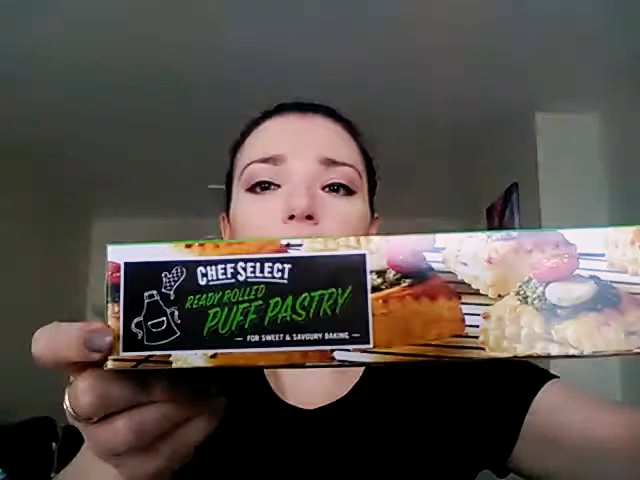 CHEF SELECT
READY ROLLED
PUFF PASTRY
— FOR SWEET & SAVOURY BAKING —